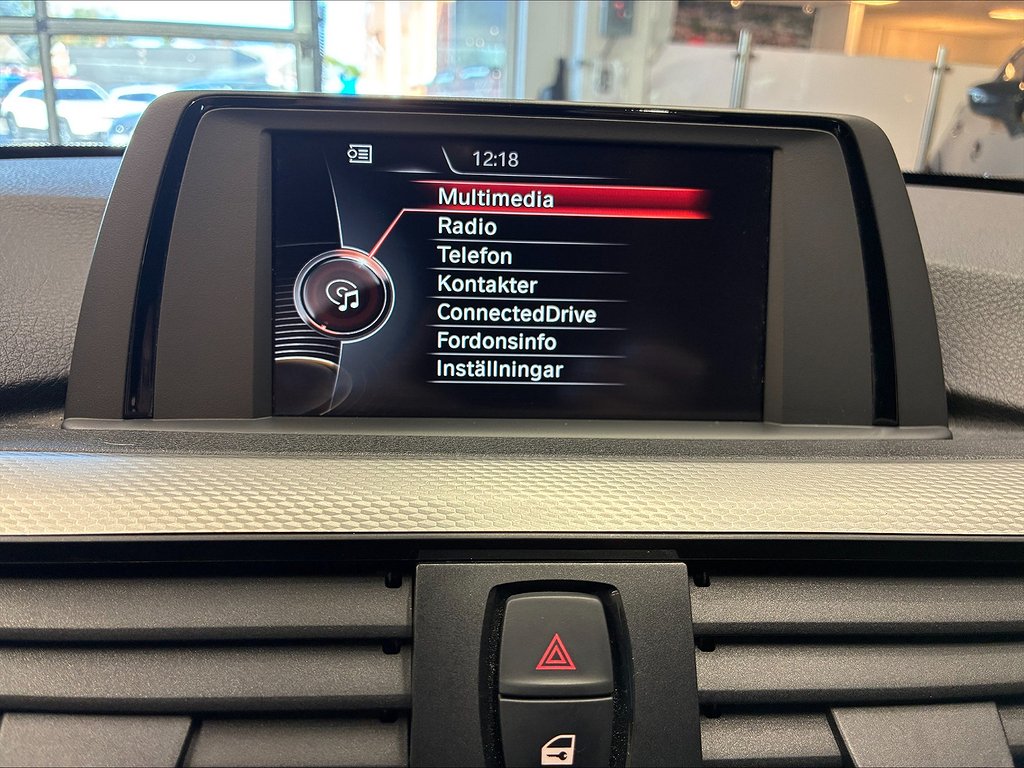 12:18
Multimedia
Radio
Telefon
Kontakter
ConnectedDrive
Fordonsinfo
Inställningar